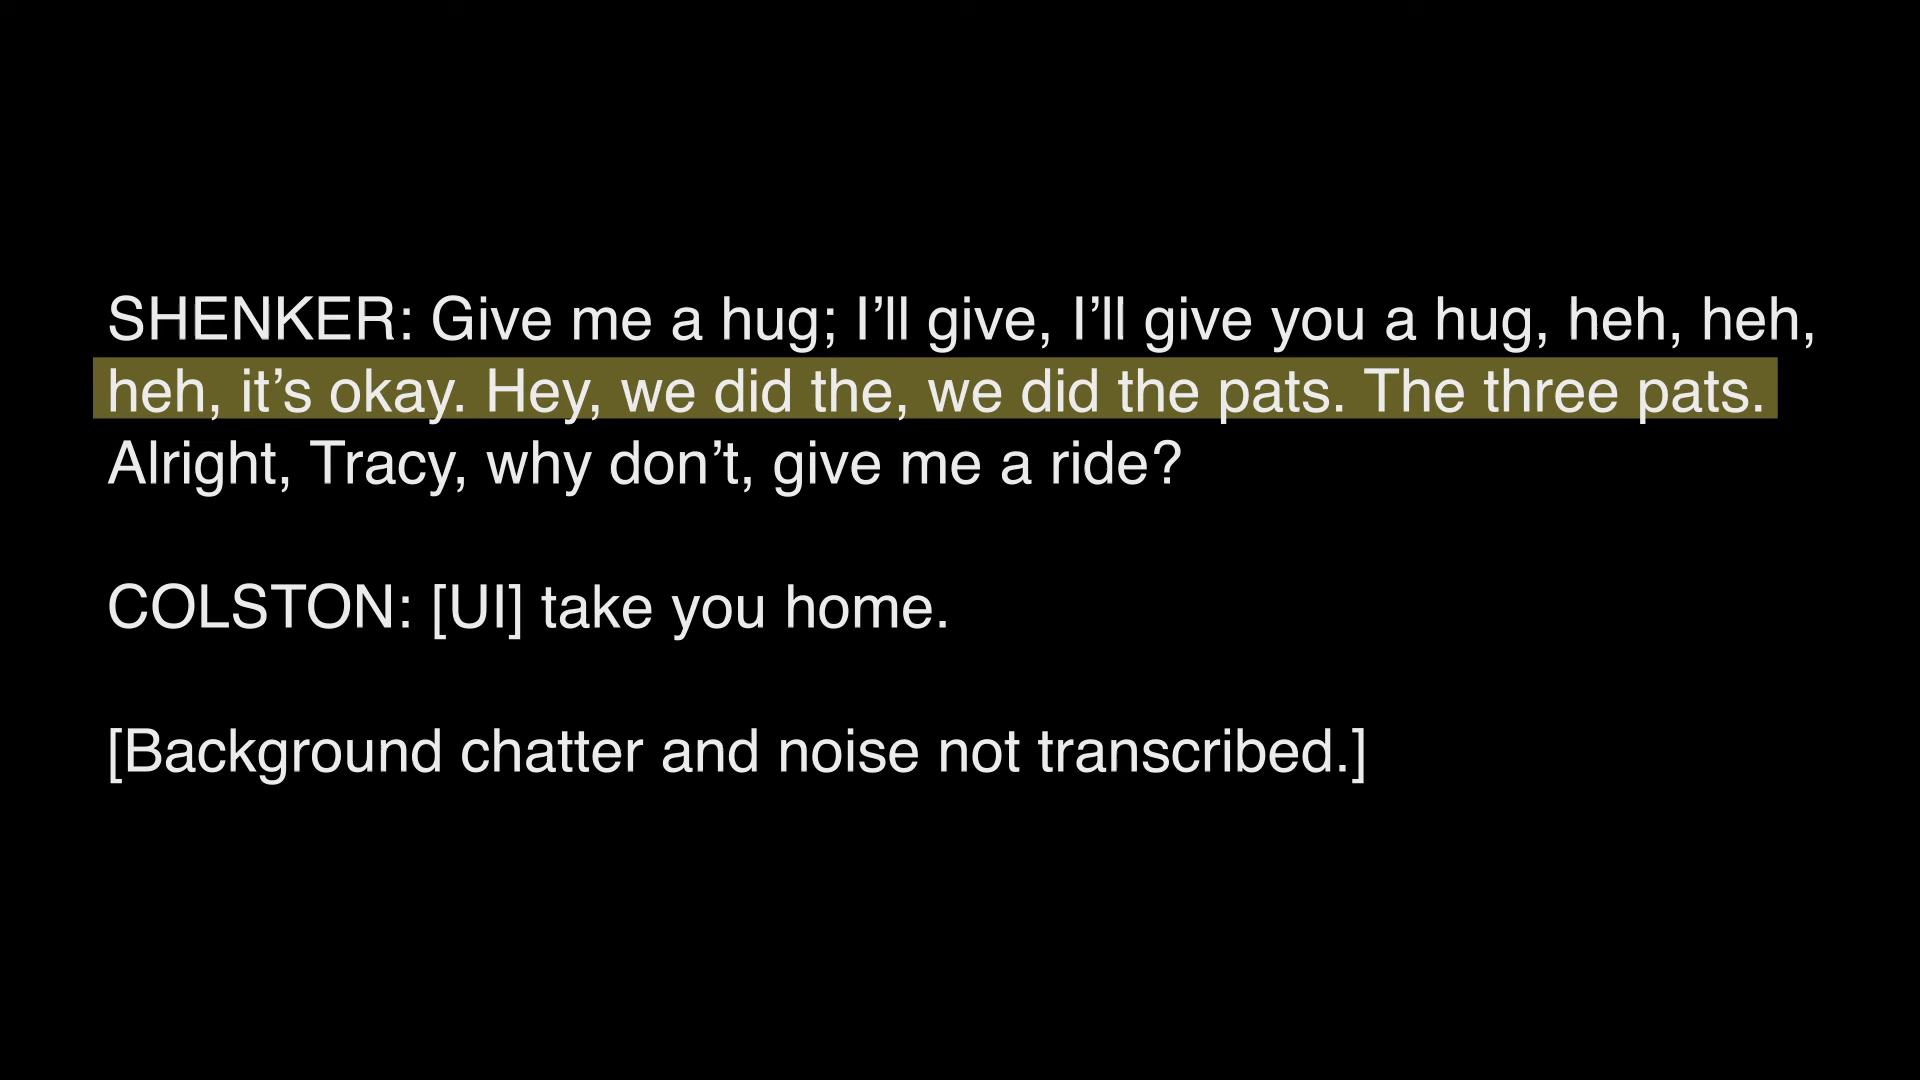 SHENKER: Give me a hug; I’ll give, I’ll give you a hug, heh, heh,
heh, it’s okay. Hey, we did the, we did the pats. The three pats.
Alright, Tracy, why don’t, give me a ride?
COLSTON: [UI] take you home.
[Background chatter and noise not transcribed.]